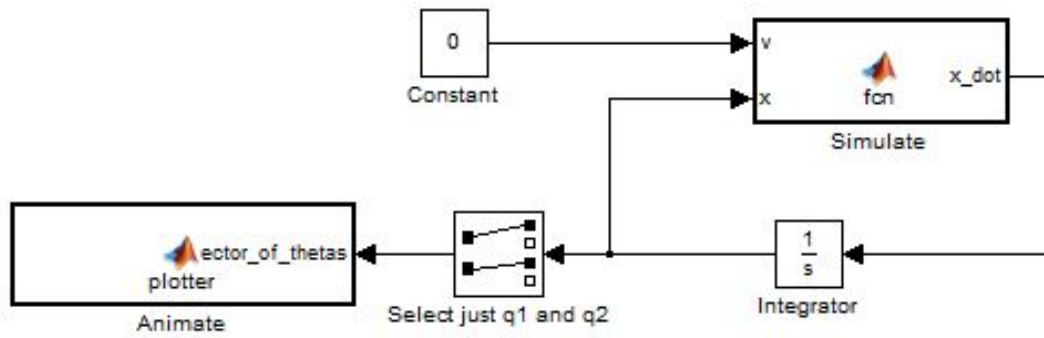 0
Constant
v
x
fcn
x_dot
Simulate
ector_of_thetas
plotter
Animate
Select just q1 and q2
1
s
Integrator